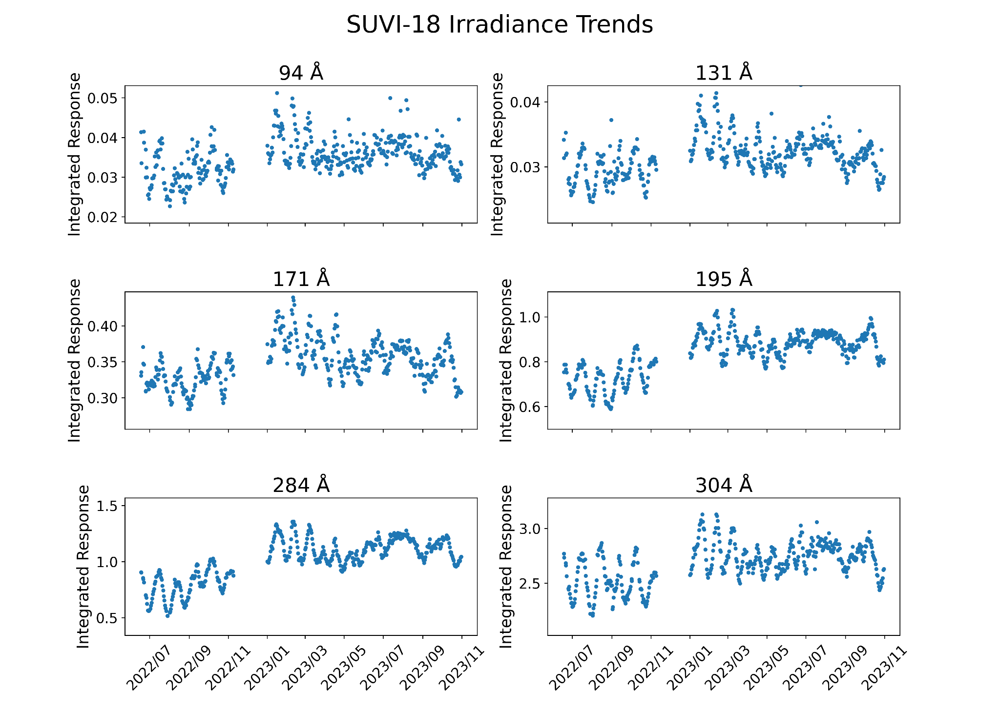 SUVI-18 Irradiance Trends
94 Å
131 Å
Integrated Response
0.05
0.04
0.03
0.02
Integrated Response
0.04
0.03
171 Å
195 Å
Integrated Response
0.40
0.35
0.30
Integrated Response
1.0
0.8
0.6
284 Å
304 Å
Integrated Response
1.5
1.0
0.5
Integrated Response
3.0
2.5
2022/07
2022/09
2022/11
2023/01
2023/03
2023/05
2023/07
2023/09
2023/11
2022/07
2022/09
2022/11
2023/01
2023/03
2023/05
2023/07
2023/09
2023/11